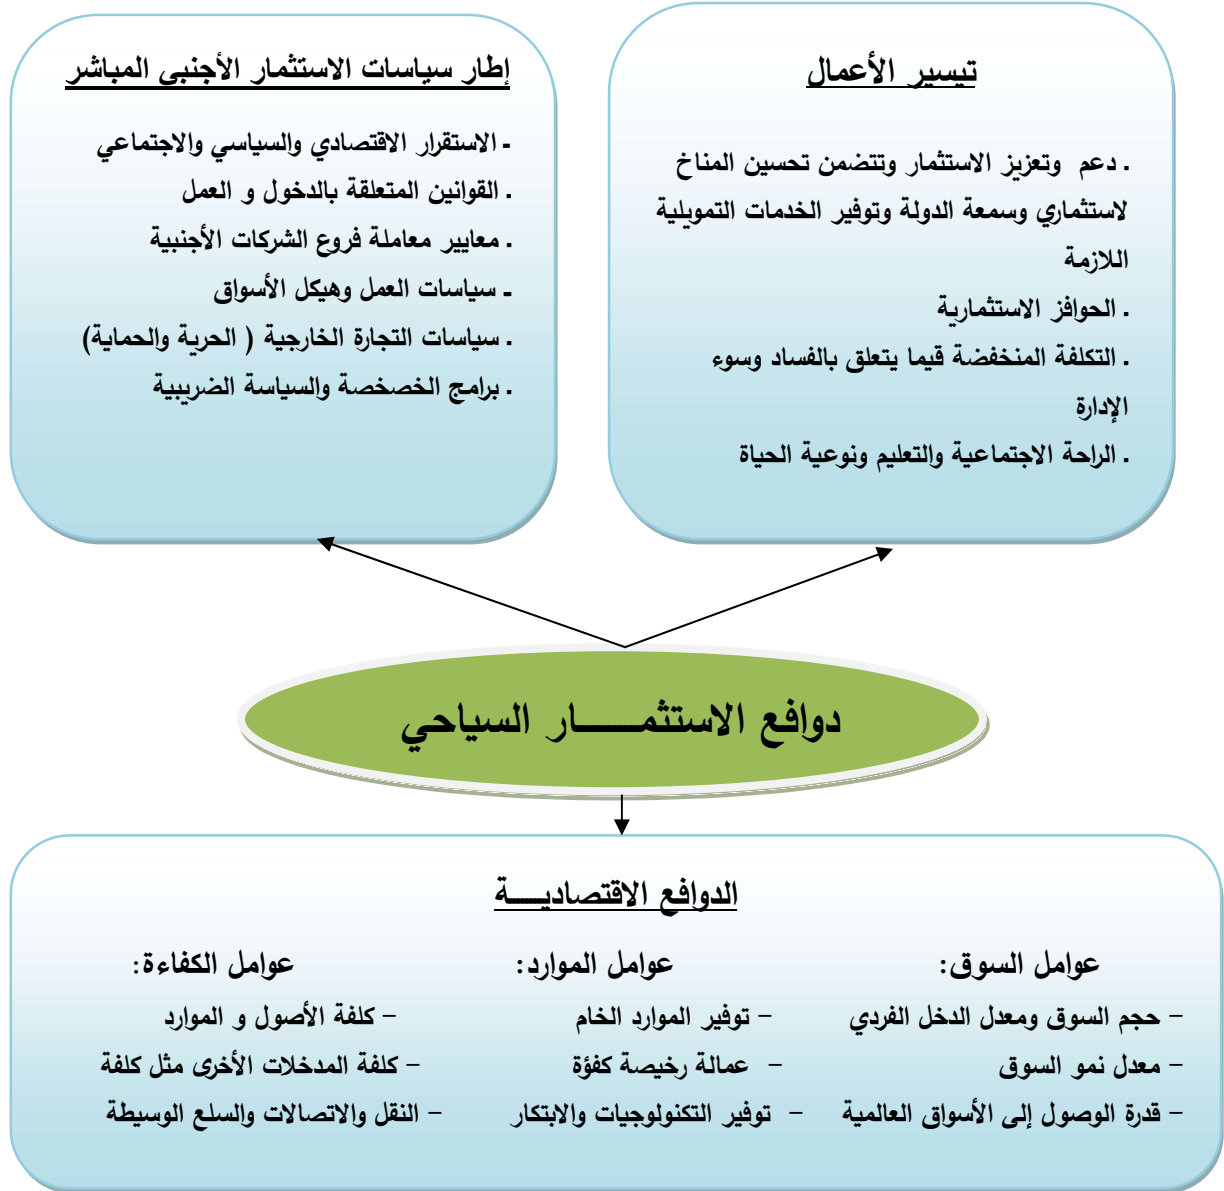 تيسير الأعمال
. دعم وتعزيز الاستثمار وتتضمن تحسين المناخ
لاستثماري وسمعة الدولة وتوفير الخدمات التمويلية
اللازمة
. الحوافز الاستثمارية
. التكلفة المنخفضة قيما يتعلق بالفساد وسوء
الإدارة
. الراحة الاجتماعية والتعليم ونوعية الحياة
إطار سياسات الاستثمار الأجنبي المباشر
- الاستقرار الاقتصادي والسياسي والاجتماعي
. القوانين المتعلقة بالدخول و العمل
. معايير معاملة فروع الشركات الأجنبية
- سياسات العمل وهيكل الأسواق
. سياسات التجارة الخارجية ( الحرية والحماية)
. برامج الخصخصة والسياسة الضريبية
دوافع الاستثمـــــــار السياحي
الدوافع الاقتصاديـــــة
عوامل السوق:
– حجم السوق ومعدل الدخل الفردي
– معدل نمو السوق
– قدرة الوصول إلى الأسواق العالمية
عوامل الموارد:
– توفير الموارد الخام
– عمالة رخيصة كفؤة
– توفير التكنولوجيات والابتكار
عوامل الكفاءة:
– كلفة الأصول و الموارد
– كلفة المدخلات الأخرى مثل كلفة
– النقل والاتصالات والسلع الوسيطة